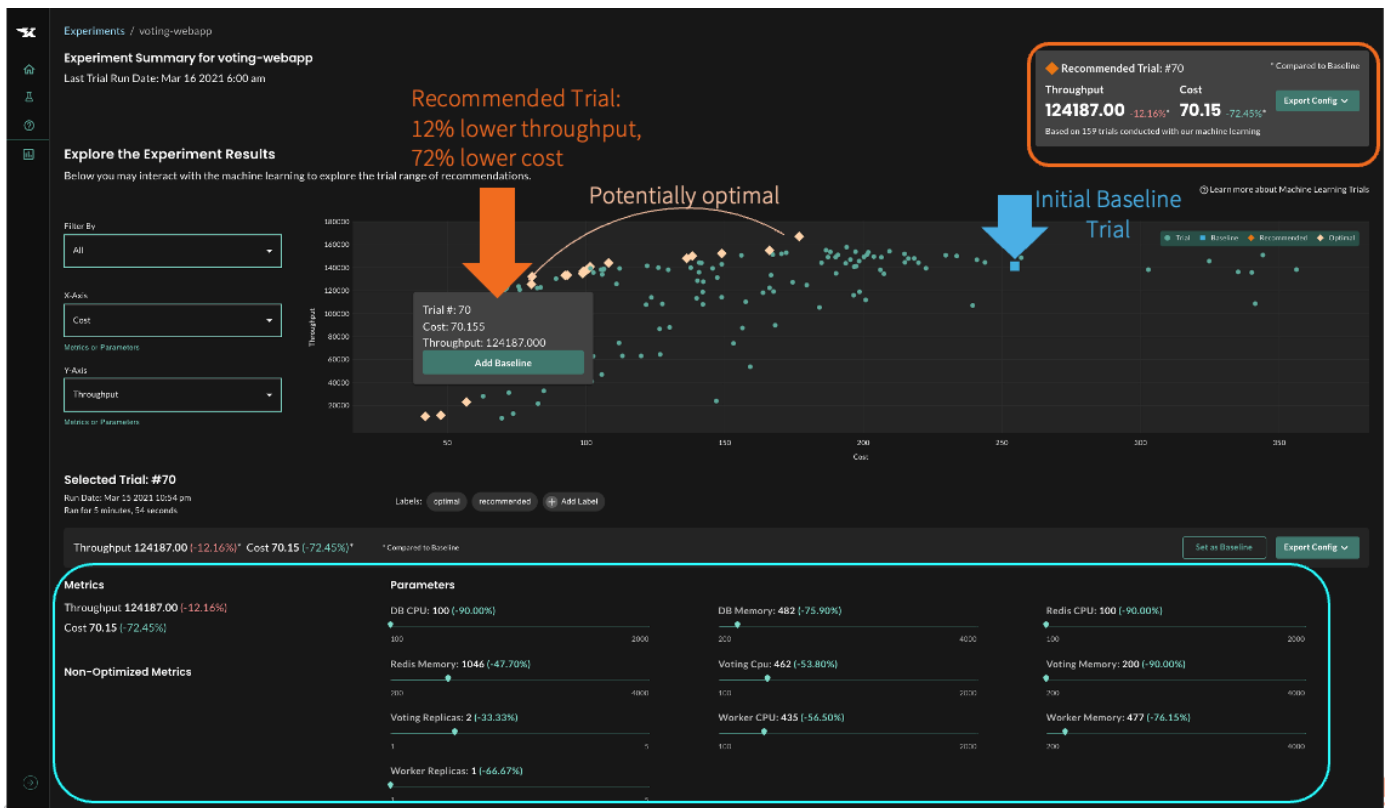 Experiments / voting-webapp
Experiment Summary for voting-webapp
Last Trial Run Date: Mar 16 2021 6:00 am
Recommended Trial: #70
* Compared to Baseline
Throughput
Cost
124187.00 -12.16%* 70.15 -72.45%*
Export Config
Based on 159 trials conducted with our machine learning
Recommended Trial:
12% lower throughput,
72% lower cost
Explore the Experiment Results
Below you may interact with the machine learning to explore the trial range of recommendations.
Learn more about Machine Learning Trials
Potentially optimal
Initial Baseline
Trial
Filter By
All
X-Axis
Cost
Metrics or Parameters
Y-Axis
Throughput
Metrics or Parameters
Trial Baseline Recommended Optimal
180000
160000
140000
120000
100000
80000
60000
40000
20000
Throughput
Trial #: 70
Cost: 70.155
Throughput: 124187.000
Add Baseline
50 100 150 200 250 300 350
Cost
Selected Trial: #70
Run Date: Mar 15 2021 10:54 pm
Ran for 5 minutes, 54 seconds
Labels: optimal recommended Add Label
Throughput 124187.00 (-12.16%)* Cost 70.15 (-72.45%)*
* Compared to Baseline
Set as Baseline
Export Config
Metrics
Throughput 124187.00 (-12.16%)
Cost 70.15 (-72.45%)
Non-Optimized Metrics
Parameters
DB CPU: 100 (-90.00%)
100 2000
DB Memory: 482 (-75.90%)
200 4000
Redis CPU: 100 (-90.00%)
100 2000
Redis Memory: 1046 (-47.70%)
200 4000
Voting Cpu: 462 (-53.80%)
100 2000
Voting Memory: 200 (-90.00%)
200 4000
Voting Replicas: 2 (-33.33%)
1 5
Worker CPU: 435 (-56.50%)
100 2000
Worker Memory: 477 (-76.15%)
200 4000
Worker Replicas: 1 (-66.67%)